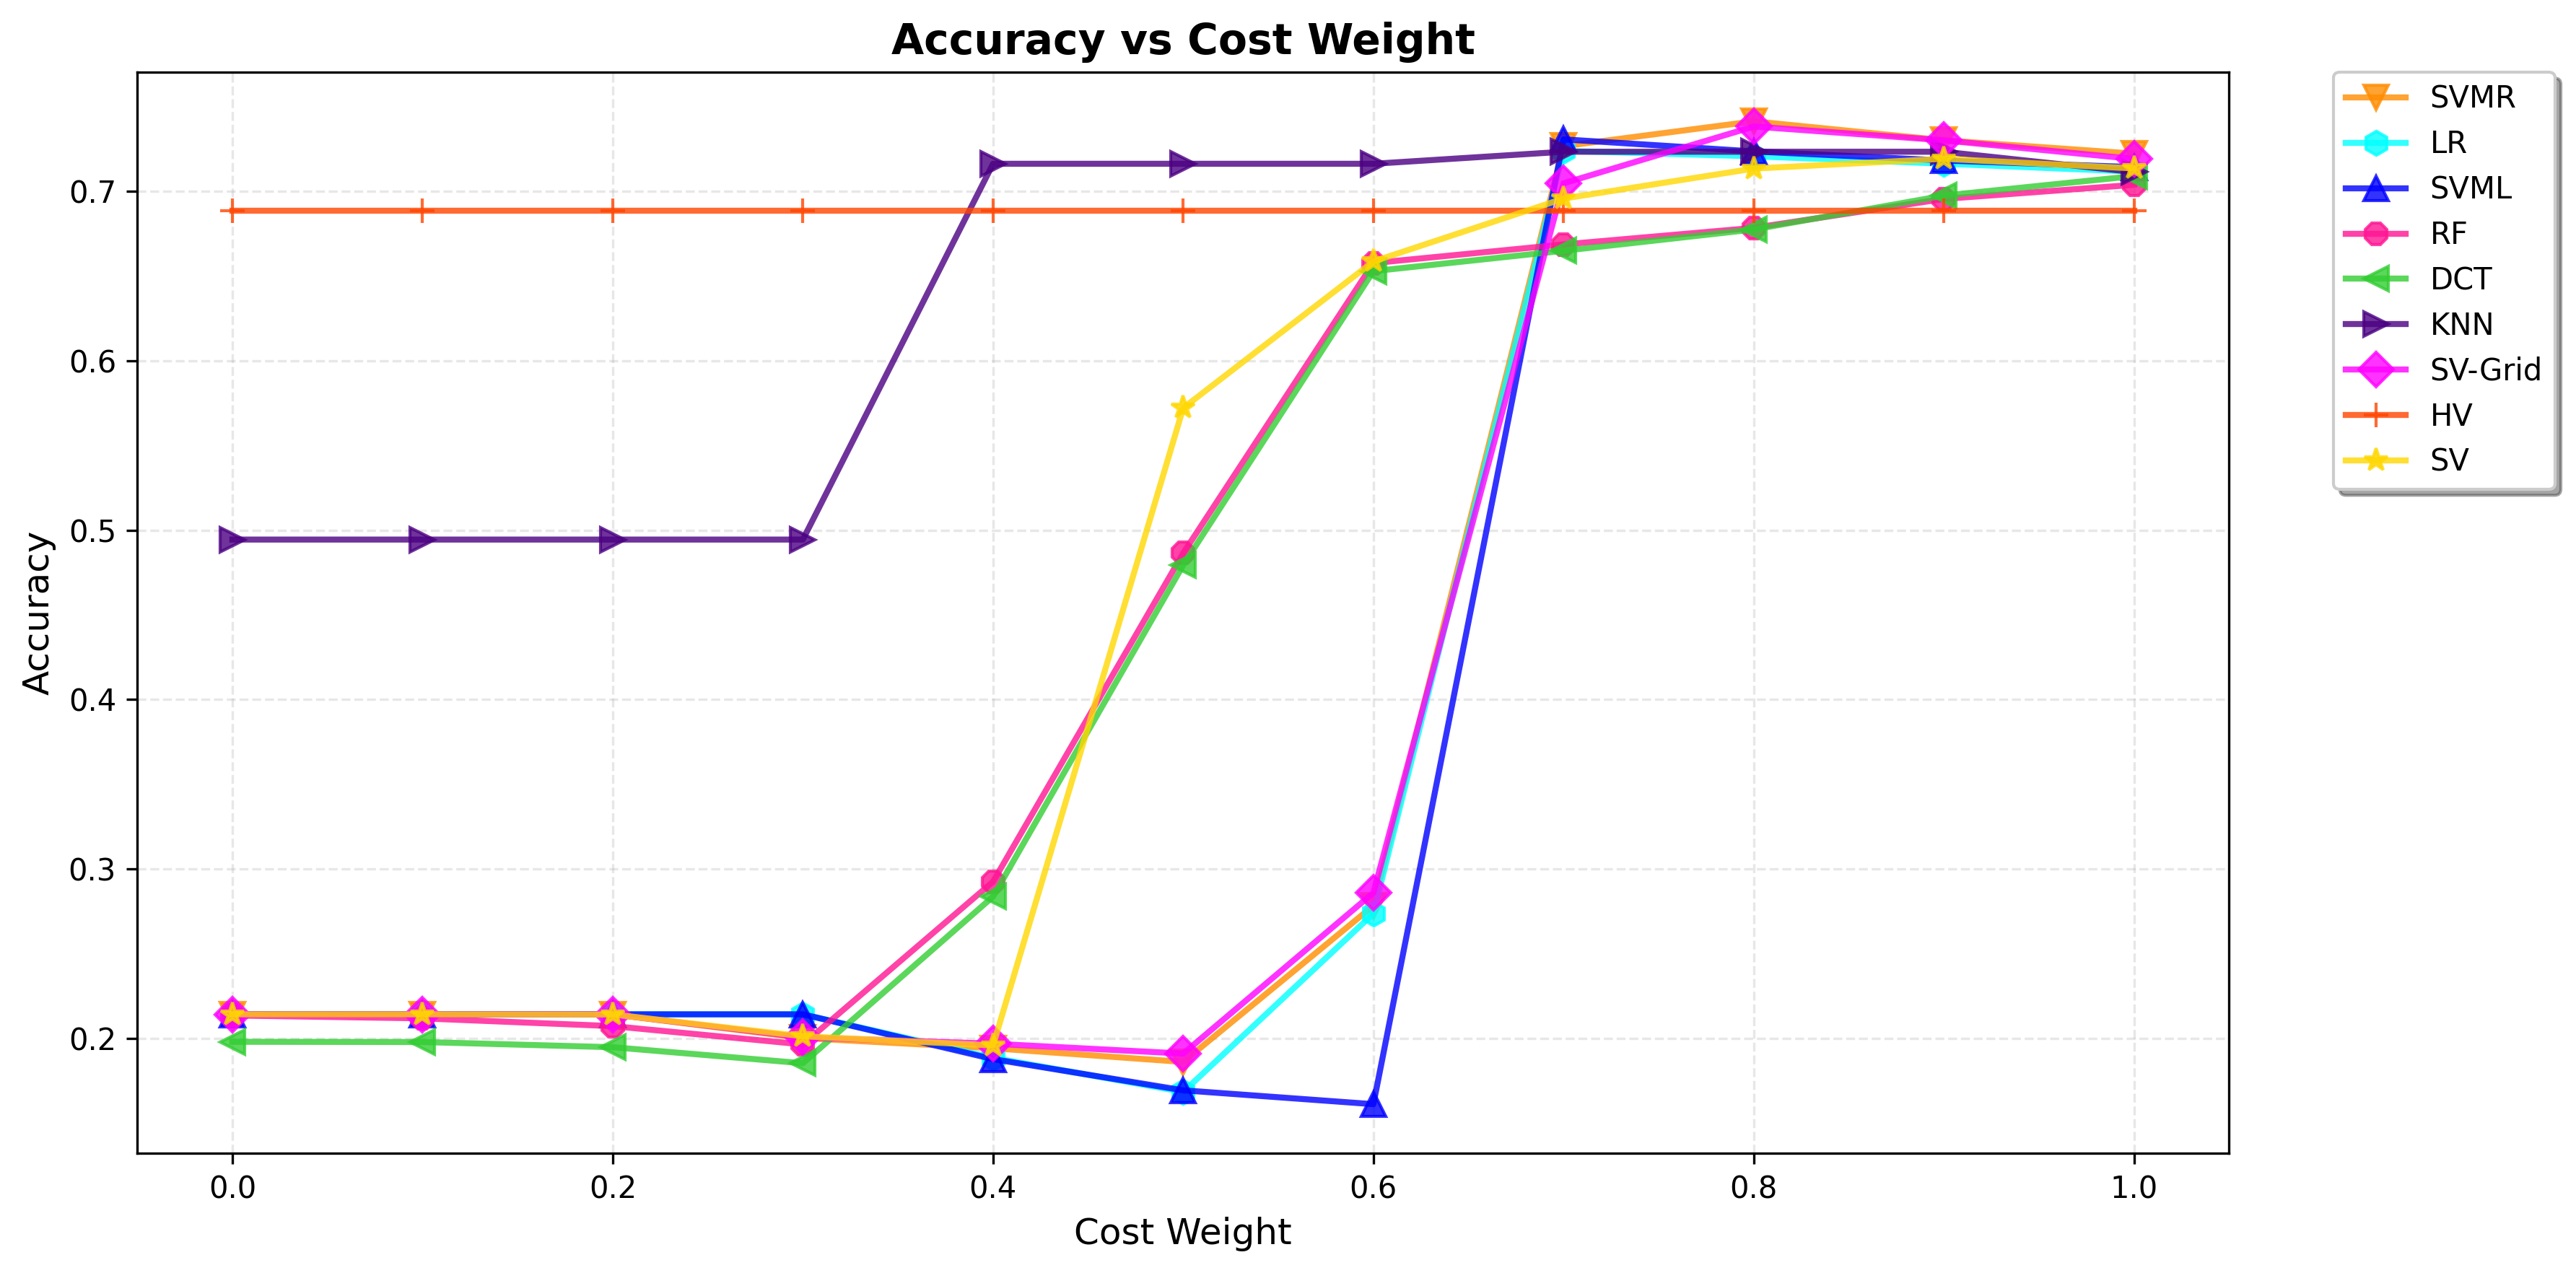 Accuracy vs Cost Weight
Accuracy
0.7
0.6
0.5
0.4
0.3
0.2
0.0 0.2 0.4 0.6 0.8 1.0
Cost Weight
SVMR
LR
SVML
RF
DCT
KNN
SV-Grid
HV
SV